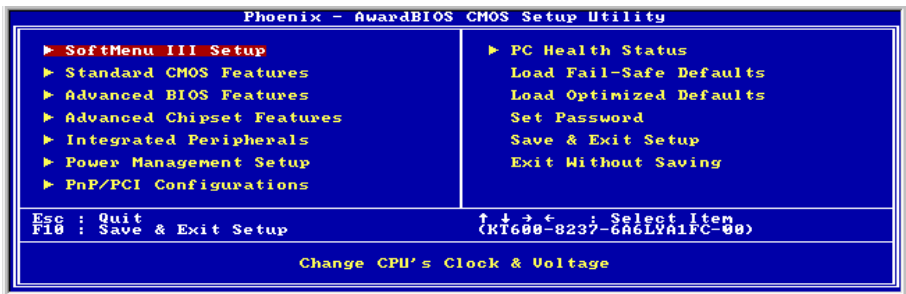 Phoenix - AwardBIOS CMOS Setup Utility
► SoftMenu III Setup
► Standard CMOS Features
► Advanced BIOS Features
► Advanced Chipset Features
► Integrated Peripherals
► Power Management Setup
► PnP/PCI Configurations
► PC Health Status
Load Fail-Safe Defaults
Load Optimized Defaults
Set Password
Save & Exit Setup
Exit Without Saving
Esc : Quit
F10 : Save & Exit Setup
↑ ↓ → ← : Select Item
(KT600-8237-6A6LYA1FC-00)
Change CPU's Clock & Voltage